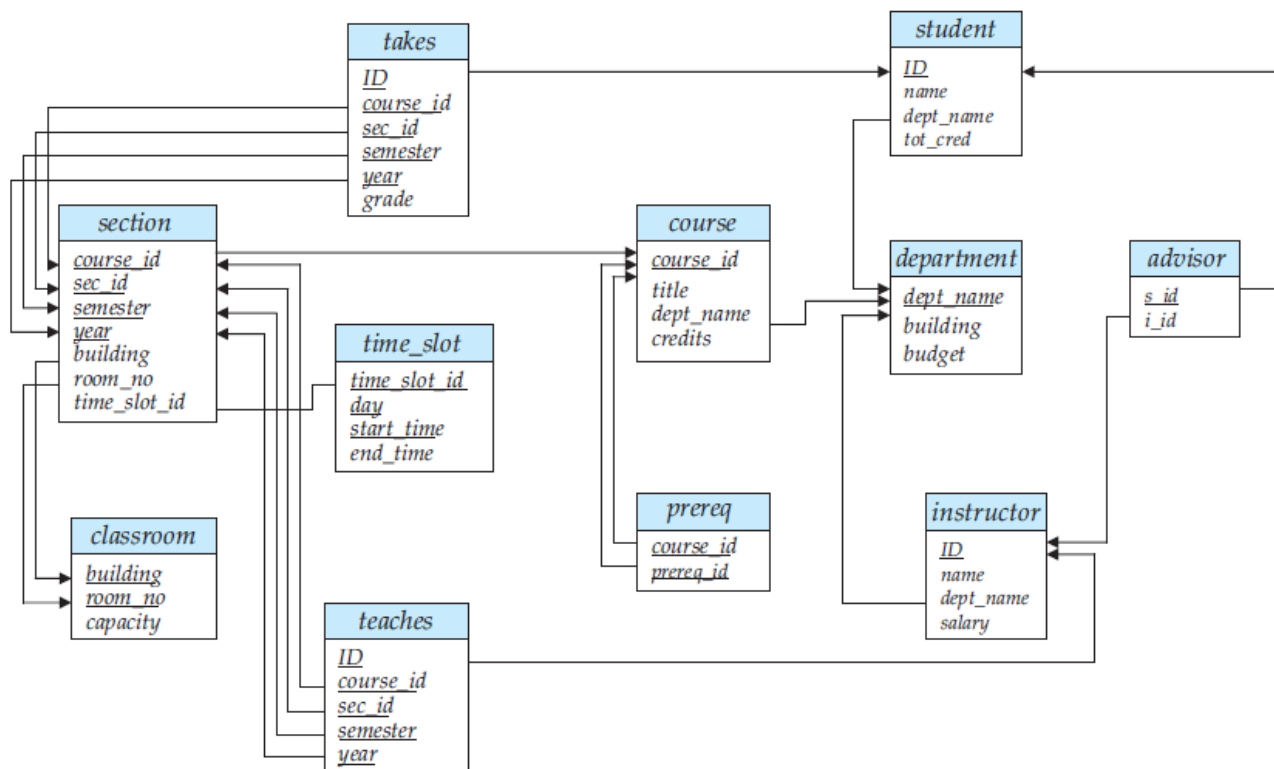 takes
ID
course_id
sec_id
semester
year
grade
student
ID
name
dept_name
tot_cred
section
course_id
sec_id
semester
year
building
room_no
time_slot_id
course
course_id
title
dept_name
credits
department
dept_name
building
budget
advisor
s_id
i_id
time_slot
time_slot_id
day
start_time
end_time
classroom
building
room_no
capacity
prereq
course_id
prereq_id
instructor
ID
name
dept_name
salary
teaches
ID
course_id
sec_id
semester
year